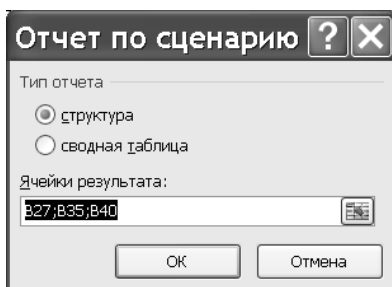 Отчет по сценарию
Тип отчета
структура
сводная таблица
Ячейки результата:
B27;B35;B40
ОК
Отмена